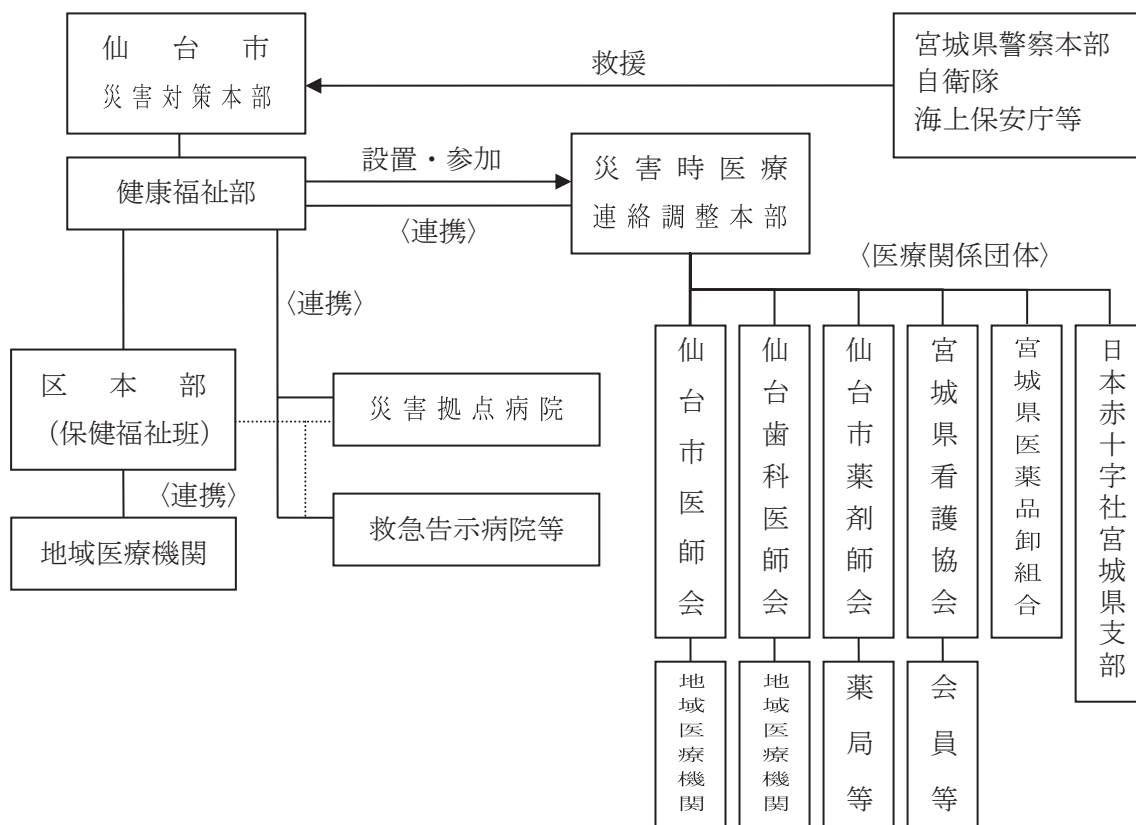 仙台市
災害対策本部
救援
宮城県警察本部
自衛隊
海上保安庁等
健康福祉部
設置・参加
〈連携〉
災害時医療
連絡調整本部
〈医療関係団体〉
〈連携〉
区本部
（保健福祉班）
災害拠点病院
〈連携〉
救急告示病院等
地域医療機関
仙台市医師会
仙台歯科医師会
仙台市薬剤師会
宮城県看護協会
宮城県医薬品卸組合
日本赤十字社宮城県支部
地域医療機関
地域医療機関
薬局等
会員等